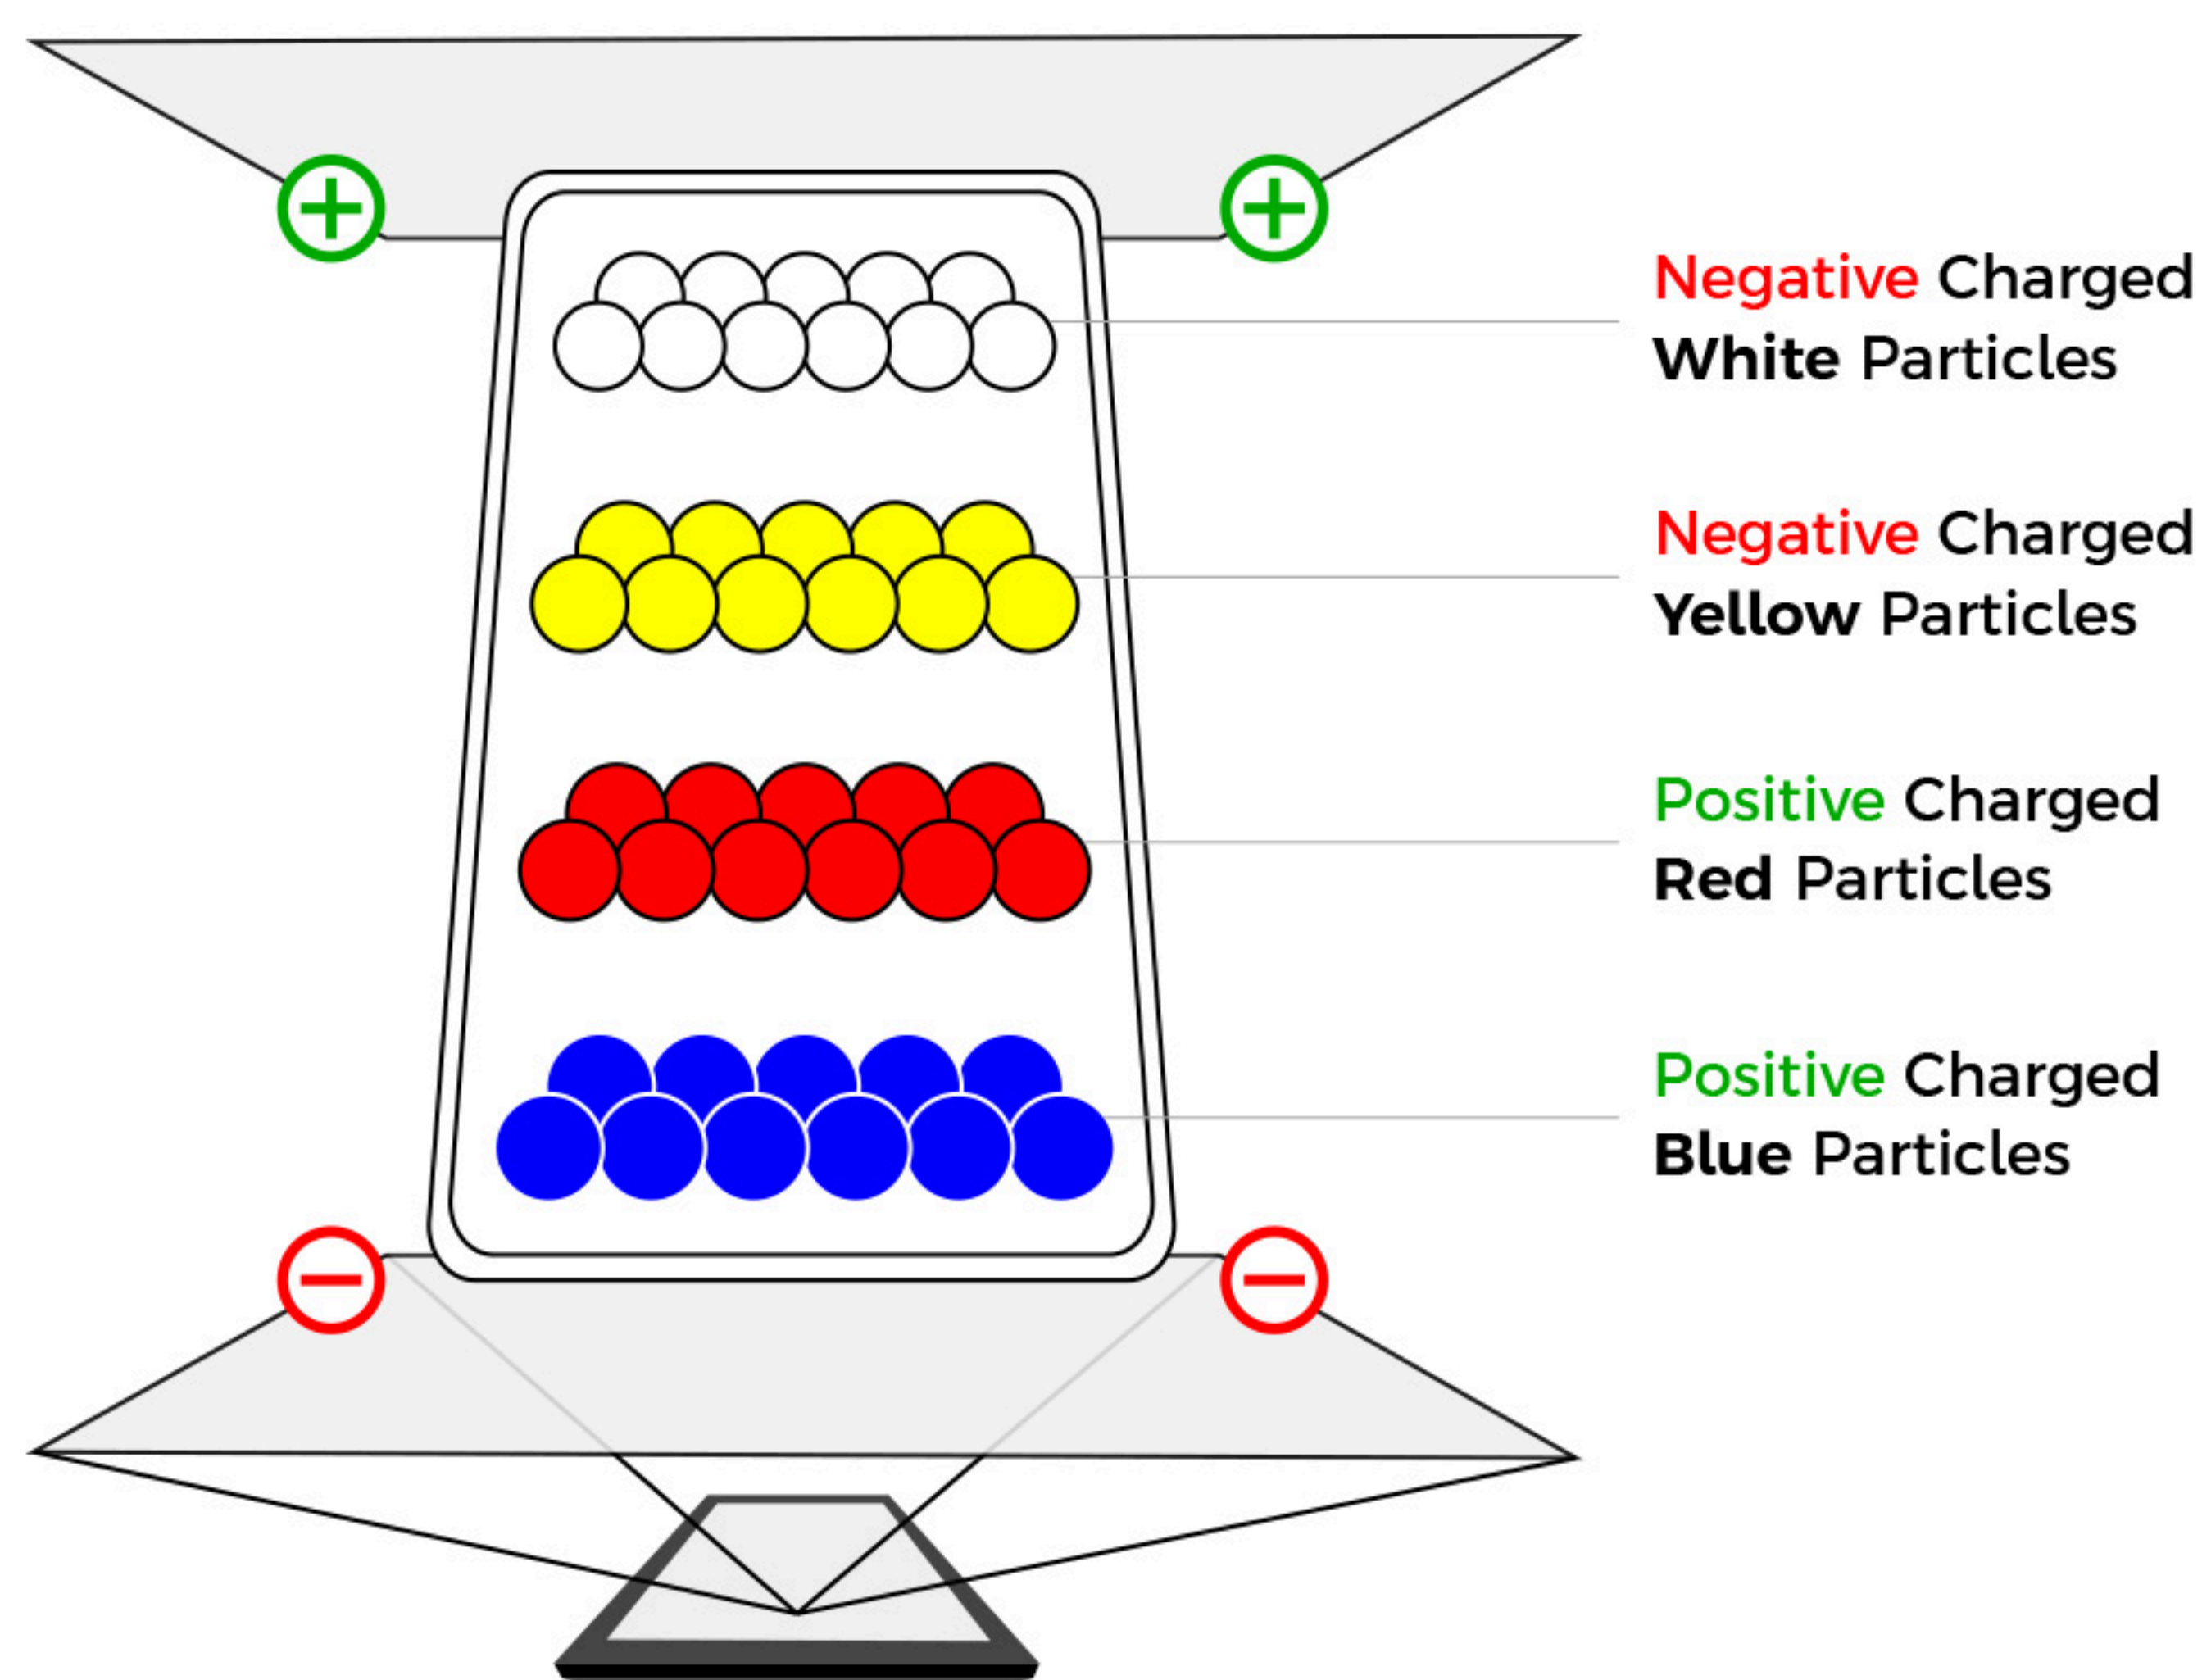 Negative Charged
White Particles
Negative Charged
Yellow Particles
Positive Charged
Red Particles
Positive Charged
Blue Particles